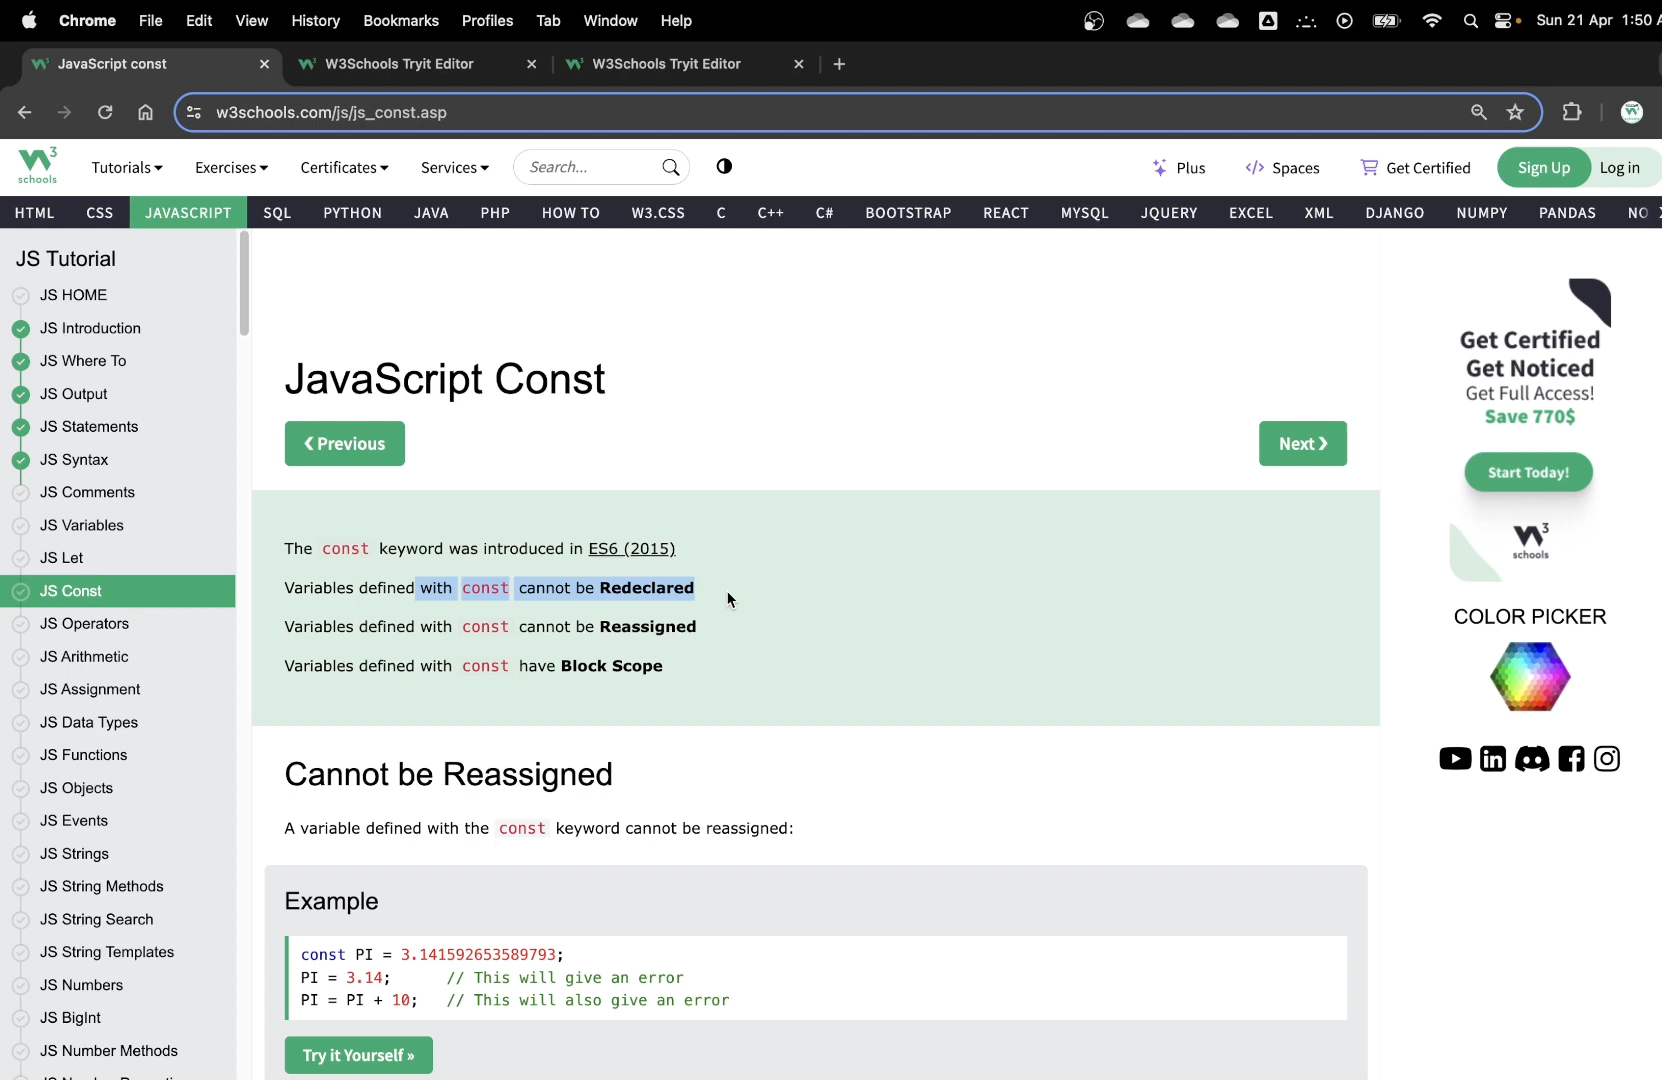 Chrome File Edit View History Bookmarks Profiles Tab Window Help Sun 21 Apr 1:50
JavaScript const W3Schools Tryit Editor W3Schools Tryit Editor
w3schools.com/js/js_const.asp
W3 schools Tutorials Exercises Certificates Services Search... Plus </> Spaces Get Certified Sign Up Log in
HTML CSS JAVASCRIPT SQL PYTHON JAVA PHP HOW TO W3.CSS C C++ C# BOOTSTRAP REACT MYSQL JQUERY EXCEL XML DJANGO NUMPY PANDAS NO
JS Tutorial
JS HOME
JS Introduction
JS Where To
JS Output
JS Statements
JS Syntax
JS Comments
JS Variables
JS Let
JS Const
JS Operators
JS Arithmetic
JS Assignment
JS Data Types
JS Functions
JS Objects
JS Events
JS Strings
JS String Methods
JS String Search
JS String Templates
JS Numbers
JS BigInt
JS Number Methods
JavaScript Const
❮ Previous
Next ❯
The const keyword was introduced in ES6 (2015)
Variables defined with const cannot be Redeclared
Variables defined with const cannot be Reassigned
Variables defined with const have Block Scope
Cannot be Reassigned
A variable defined with the const keyword cannot be reassigned:
Example
const PI = 3.141592653589793;
PI = 3.14; // This will give an error
PI = PI + 10; // This will also give an error
Try it Yourself »
Get Certified
Get Noticed
Get Full Access!
Save 770$
Start Today!
W3
schools
COLOR PICKER